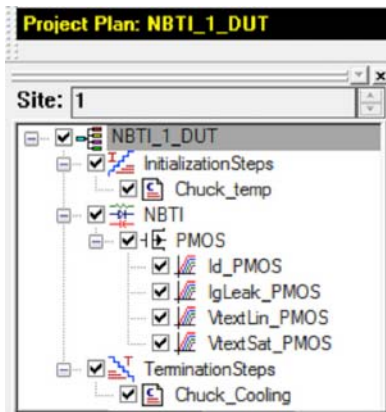 Project Plan: NBTI_1_DUT
Site: 1
NBTI_1_DUT
InitializationSteps
Chuck_temp
NBTI
PMOS
Id_PMOS
IgLeak_PMOS
VtextLin_PMOS
VtextSat_PMOS
TerminationSteps
Chuck_Cooling